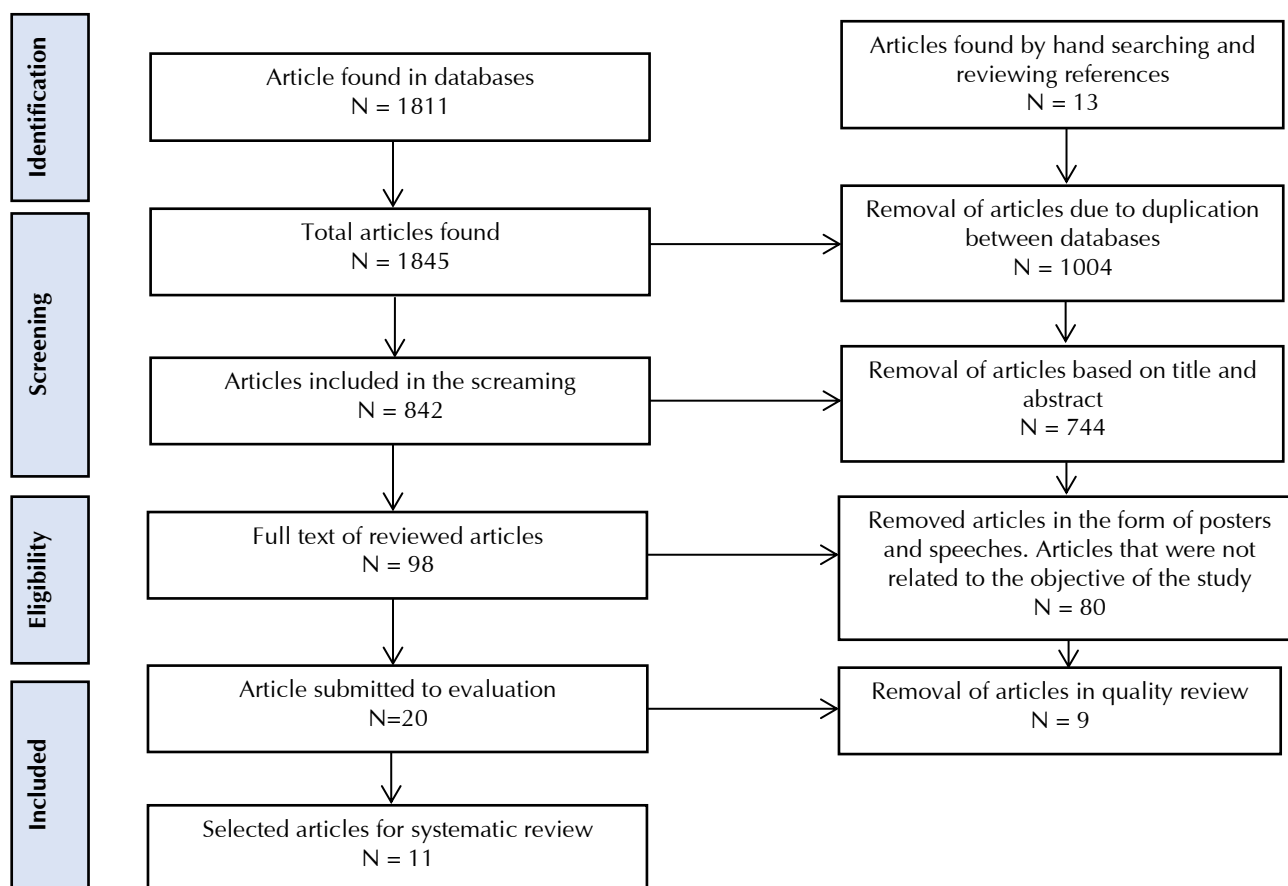 Identification
Article found in databases
N = 1811
Articles found by hand searching and
reviewing references
N = 13
Screening
Total articles found
N = 1845
Removal of articles due to duplication
between databases
N = 1004
Articles included in the screaming
N = 842
Removal of articles based on title and
abstract
N = 744
Eligibility
Full text of reviewed articles
N = 98
Removed articles in the form of posters
and speeches. Articles that were not
related to the objective of the study
N = 80
Included
Article submitted to evaluation
N=20
Removal of articles in quality review
N = 9
Selected articles for systematic review
N = 11